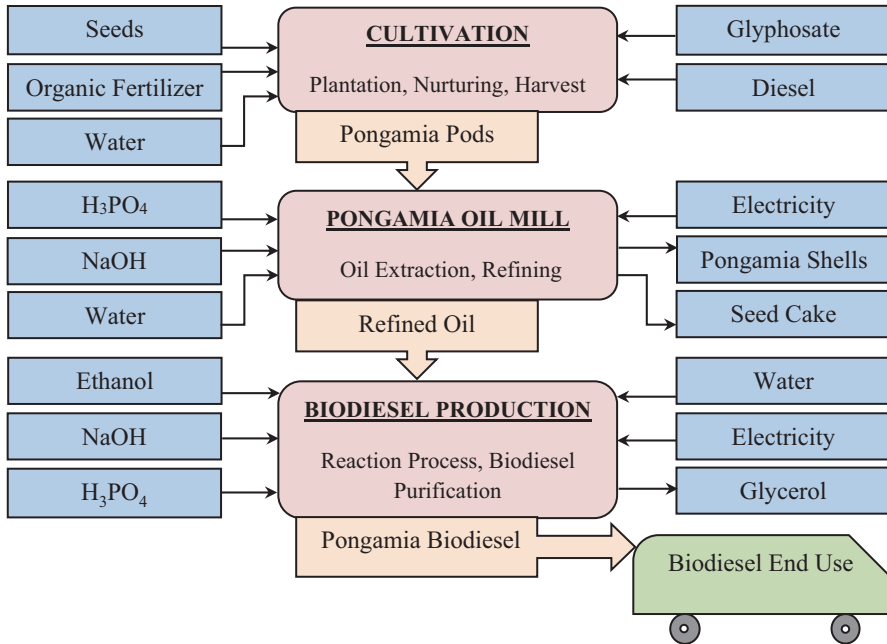 Seeds
CULTIVATION
Glyphosate
Organic Fertilizer
Plantation, Nurturing, Harvest
Diesel
Water
Pongamia Pods
H₃PO₄
PONGAMIA OIL MILL
Electricity
NaOH
Oil Extraction, Refining
Pongamia Shells
Water
Refined Oil
Seed Cake
Ethanol
BIODIESEL PRODUCTION
Water
NaOH
Reaction Process, Biodiesel
Purification
Electricity
H₃PO₄
Glycerol
Pongamia Biodiesel
Biodiesel End Use